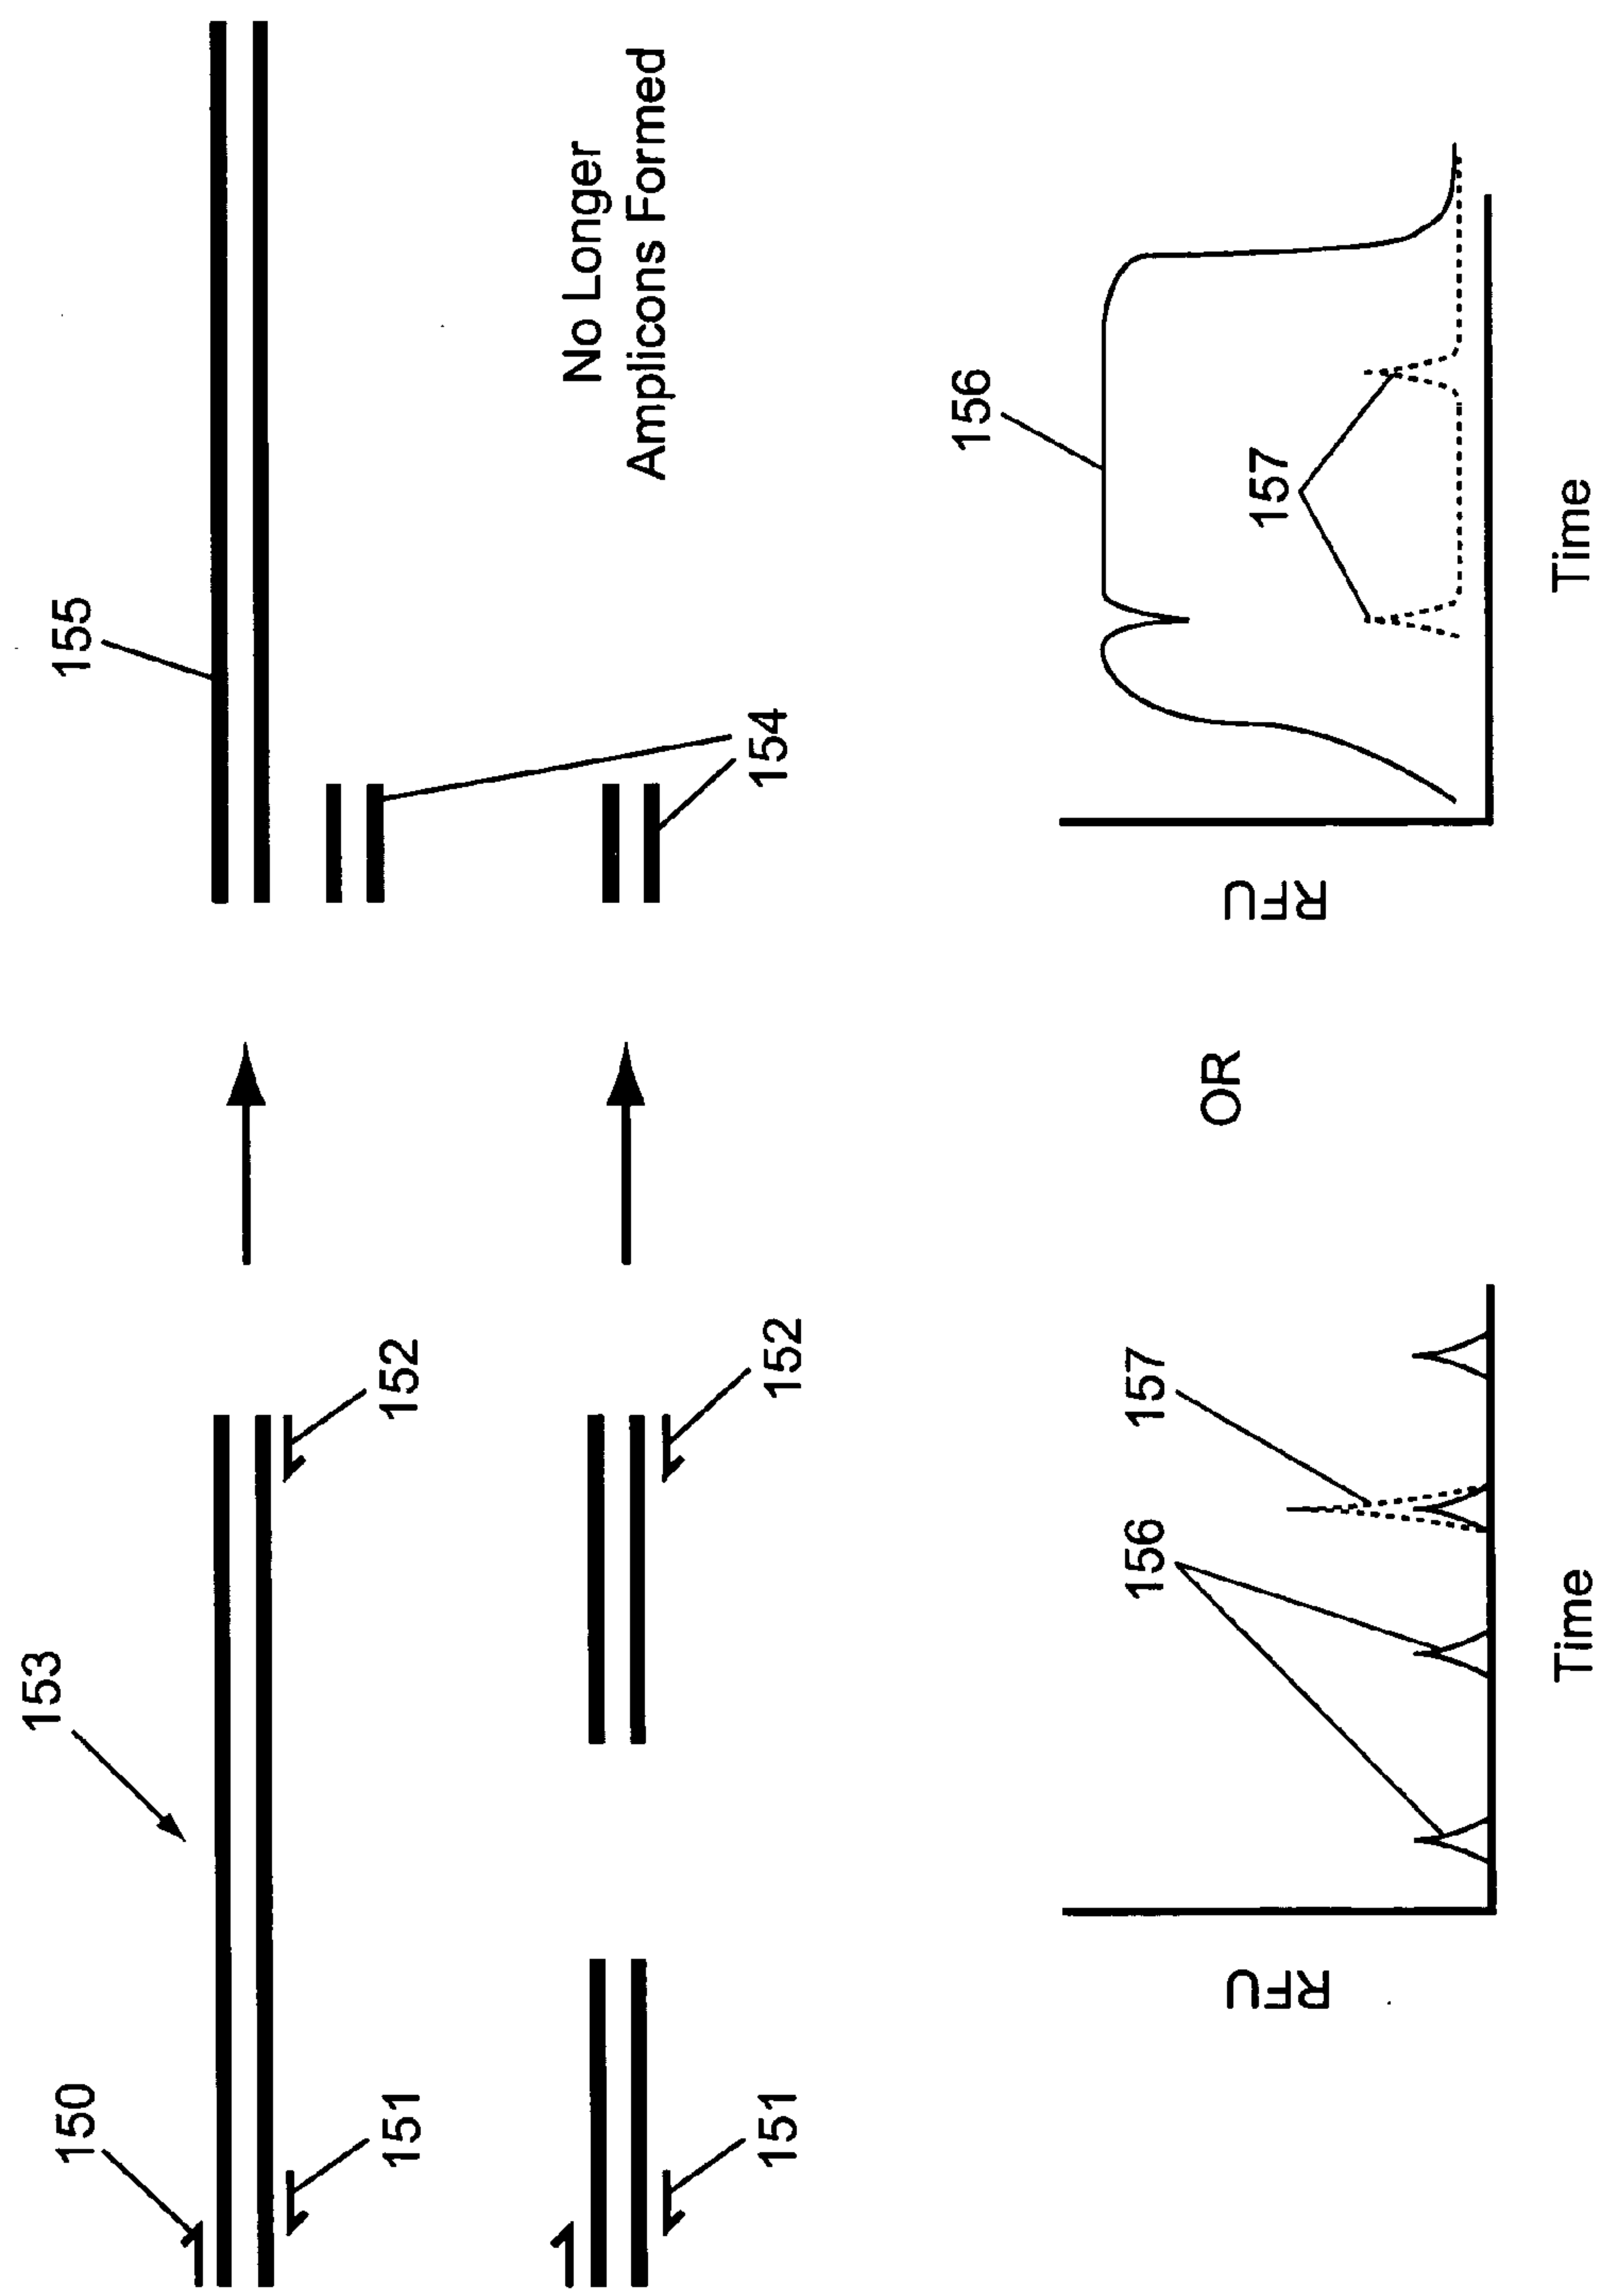 153
150
155
151
152
No Longer
Amplicons Formed
154
151
152
RFU
156
157
Time
OR
RFU
156
157
Time